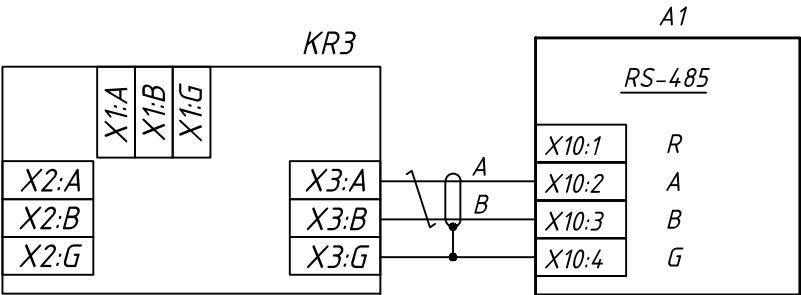 A1
KR3
RS-485
X1:A
X1:B
X1:G
X10:1 R
X2:A X3:A A X10:2 A
X2:B X3:B B X10:3 B
X2:G X3:G X10:4 G